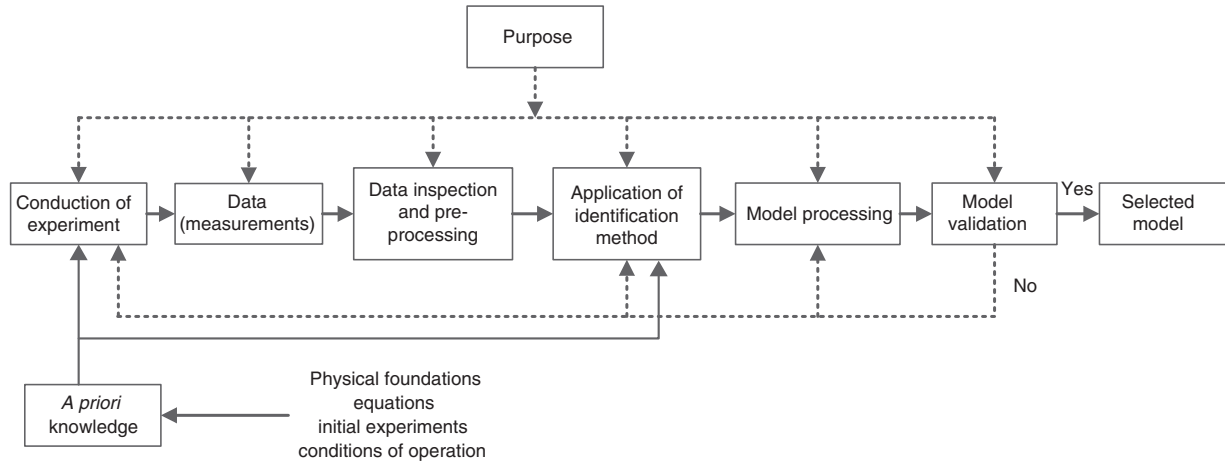 Purpose
Conduction of
experiment
Data
(measurements)
Data inspection
and pre-
processing
Application of
identification
method
Model processing
Model
validation
Yes
Selected
model
No
A priori
knowledge
Physical foundations
equations
initial experiments
conditions of operation